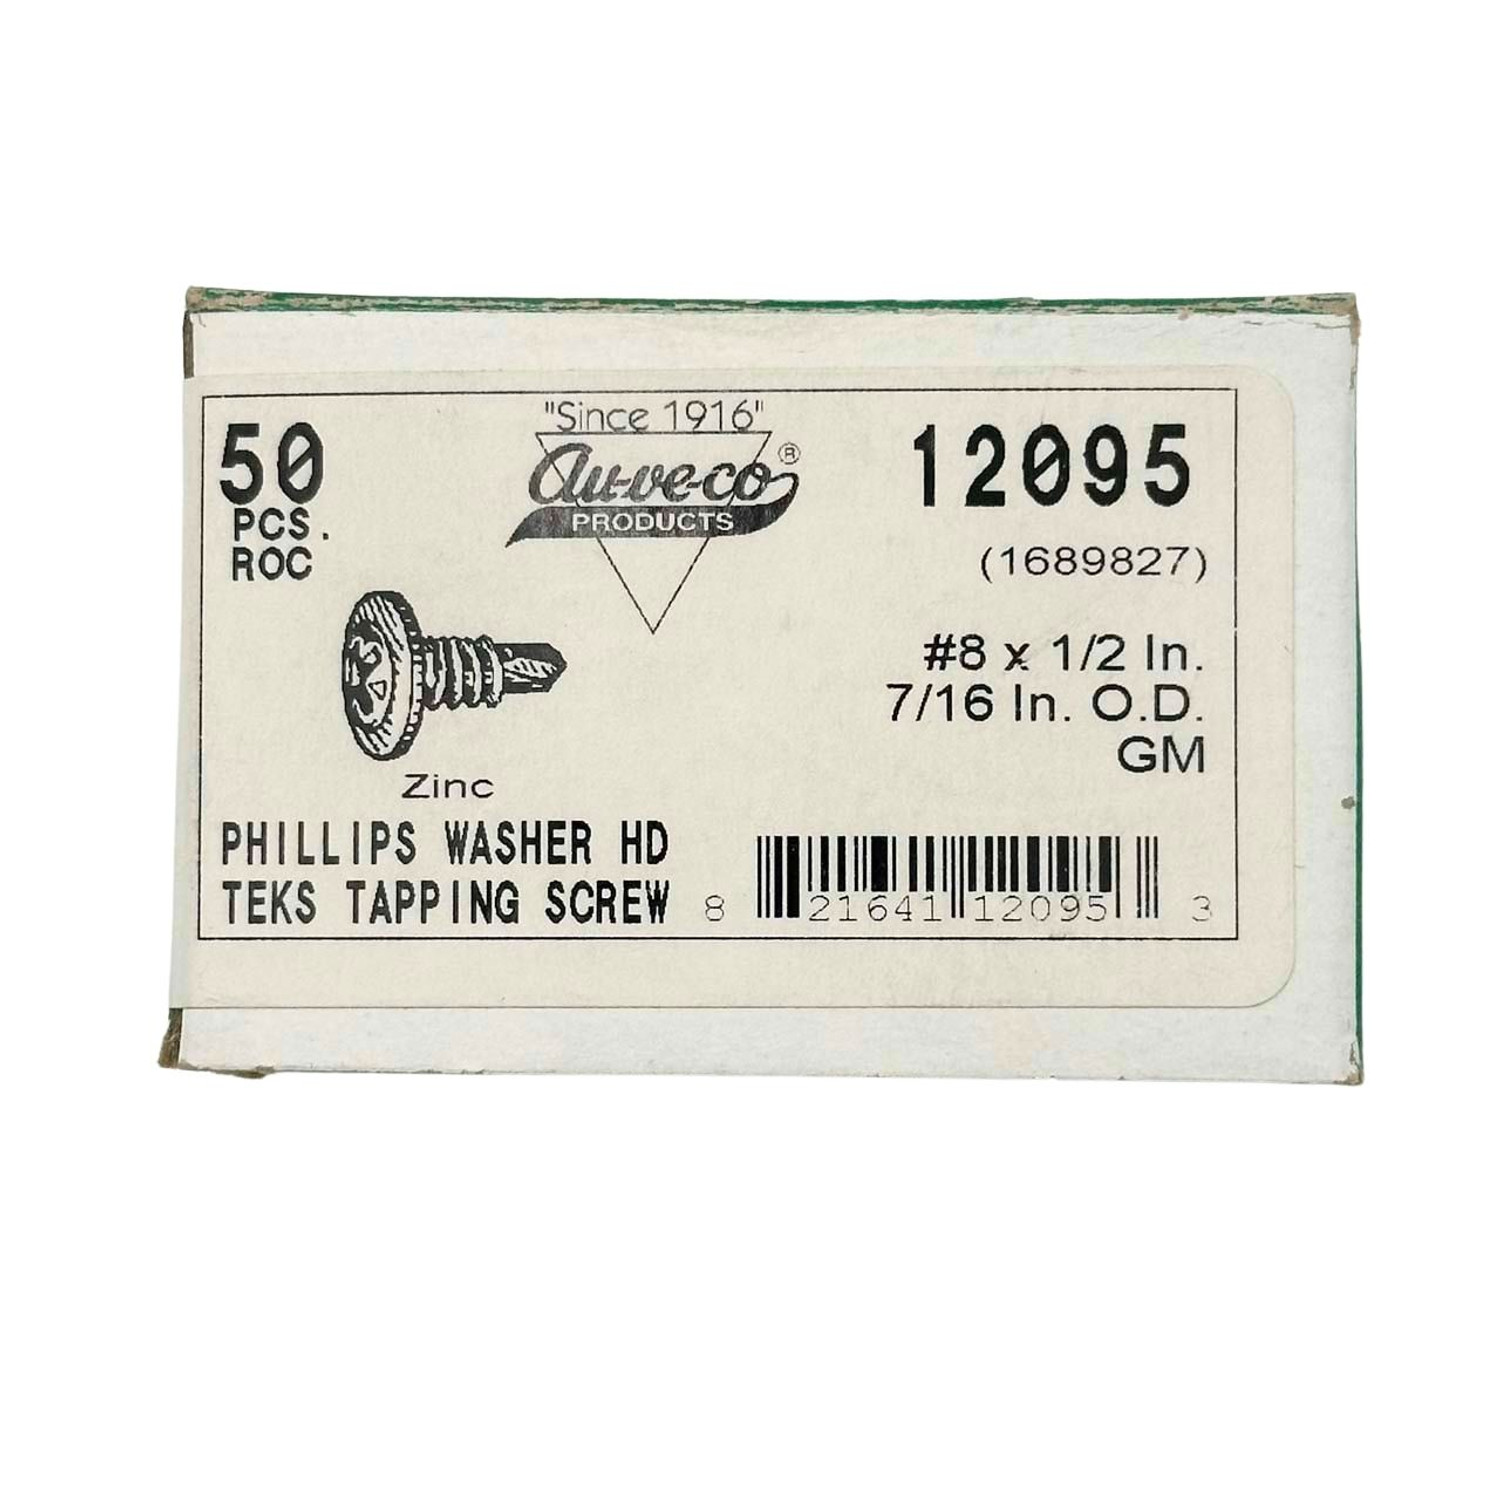 "Since 1916"
Au-ve-co®
PRODUCTS
50
PCS.
ROC
12095
(1689827)
#8 x 1/2 In.
7/16 In. O.D.
GM
Zinc
PHILLIPS WASHER HD
TEKS TAPPING SCREW
8 21641 12095 3